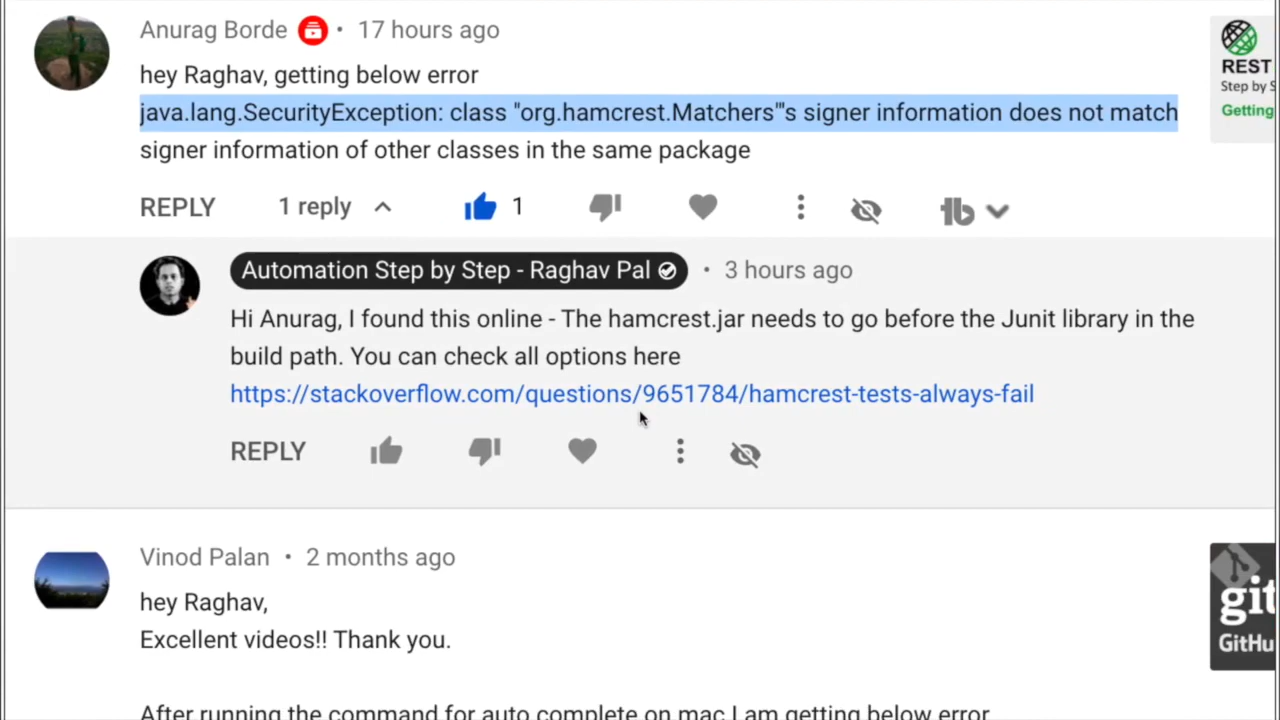 Anurag Borde • 17 hours ago
hey Raghav, getting below error
java.lang.SecurityException: class "org.hamcrest.Matchers"'s signer information does not match
signer information of other classes in the same package
REPLY 1 reply 1
REST
Step by S
Getting
Automation Step by Step - Raghav Pal • 3 hours ago
Hi Anurag, I found this online - The hamcrest.jar needs to go before the Junit library in the
build path. You can check all options here
https://stackoverflow.com/questions/9651784/hamcrest-tests-always-fail
REPLY
Vinod Palan • 2 months ago
hey Raghav,
Excellent videos!! Thank you.
After running the command for auto complete on mac I am getting below error
git
GitHu